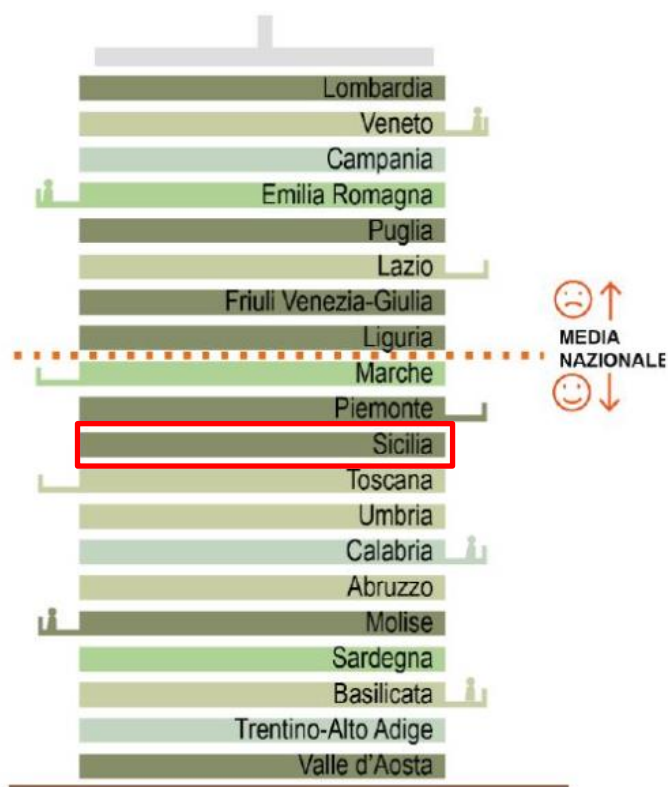 Lombardia
Veneto
Campania
Emilia Romagna
Puglia
Lazio
Friuli Venezia-Giulia
Liguria
MEDIA
NAZIONALE
Marche
Piemonte
Sicilia
Toscana
Umbria
Calabria
Abruzzo
Molise
Sardegna
Basilicata
Trentino-Alto Adige
Valle d'Aosta